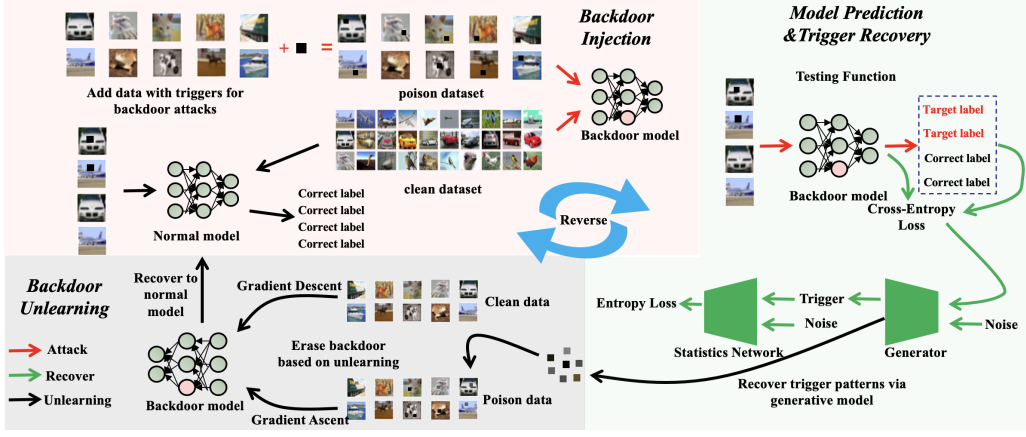 Backdoor
Injection
+
=
Add data with triggers for
backdoor attacks
poison dataset
Backdoor model
clean dataset
Normal model
Correct label
Correct label
Correct label
Correct label
Reverse
Model Prediction
&Trigger Recovery
Testing Function
Target label
Target label
Correct label
Correct label
Backdoor model
Cross-Entropy
Loss
Entropy Loss
Trigger
Noise
Noise
Statistics Network
Generator
Recover trigger patterns via
generative model
Backdoor
Unlearning
Recover to
normal
model
Gradient Descent
Clean data
Attack
Recover
Unlearning
Erase backdoor
based on unlearning
Backdoor model
Poison data
Gradient Ascent